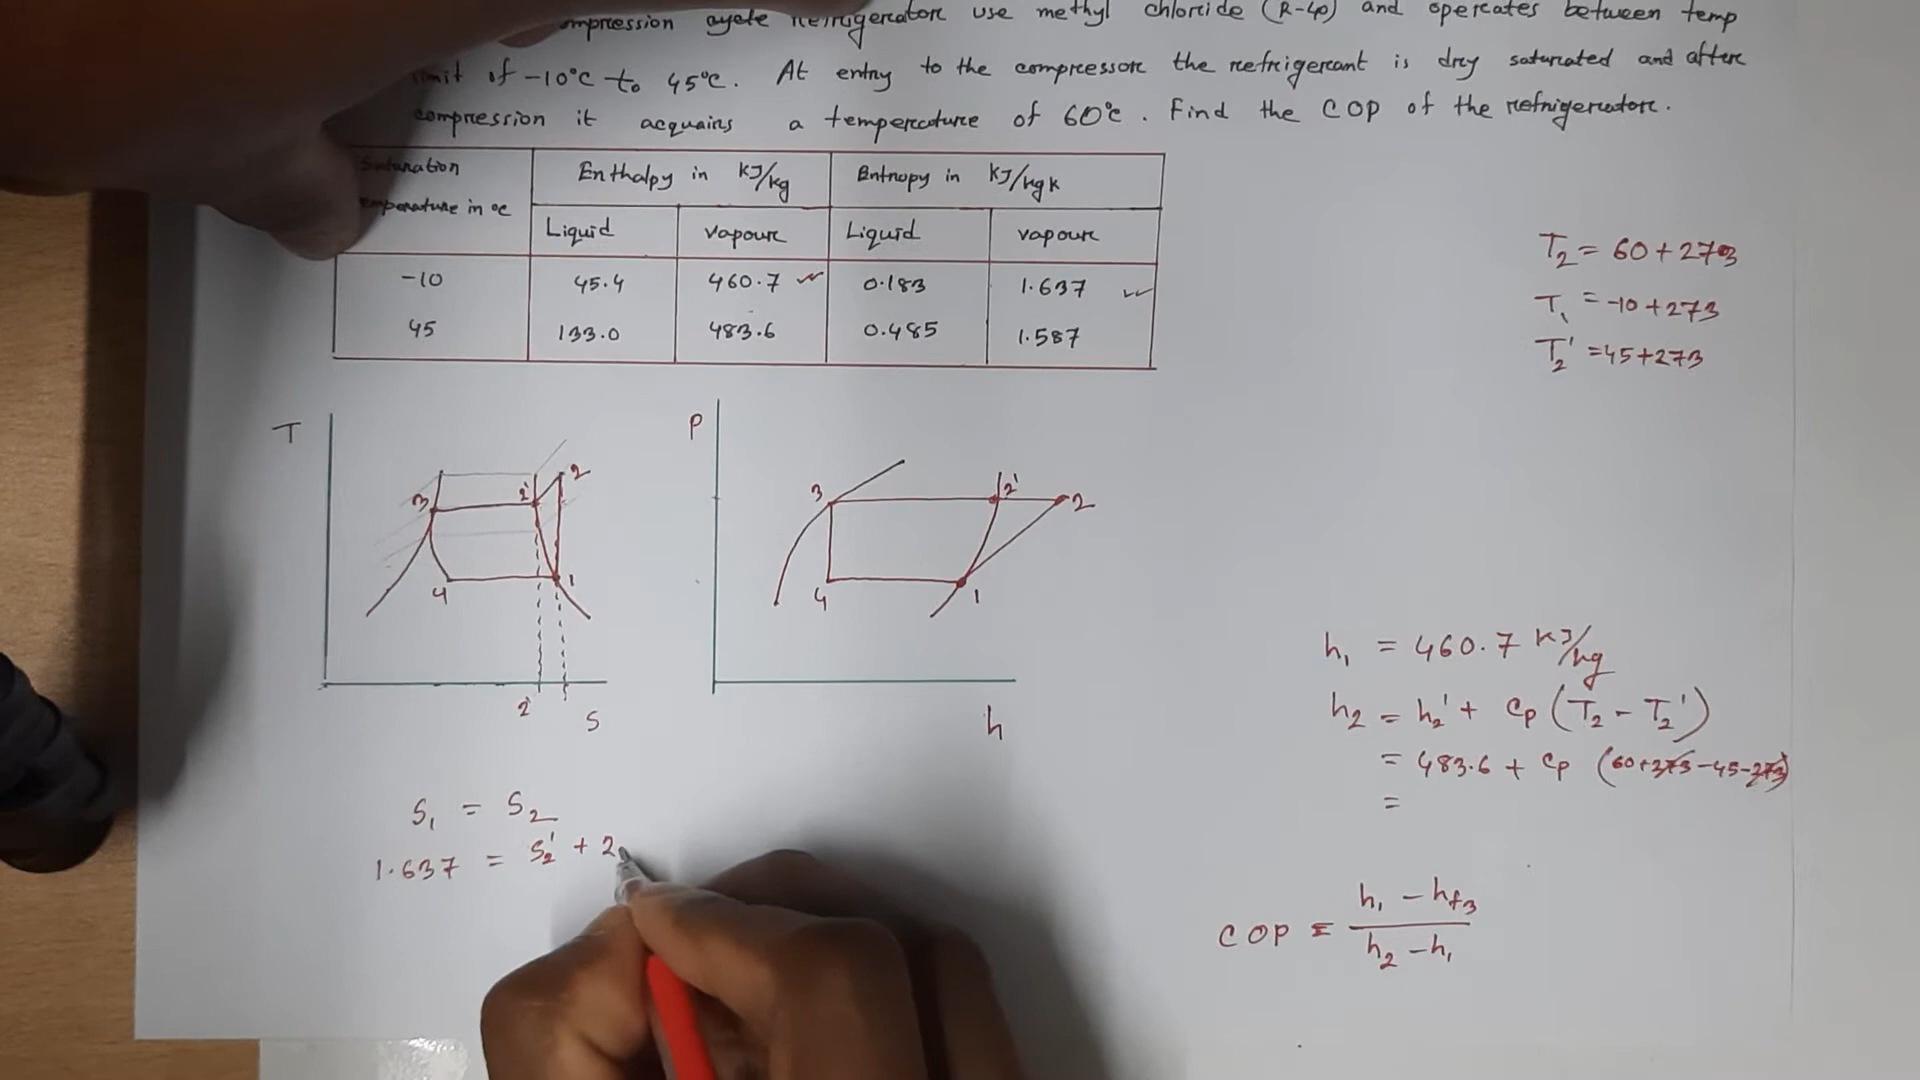 compression cycle refrigerator use methyl chloride (R-40) and operates between temp
limit of -10°C to 45°C. At entry to the compressor the refrigerant is dry saturated and after
compression it acquairs a temperature of 60°C. Find the COP of the refrigerator.
Saturation temperature in °C
Enthalpy in KJ/kg
Entropy in KJ/kgK
Liquid vapour Liquid vapour
-10 45.4 460.7 0.183 1.637
45 133.0 483.6 0.485 1.587
T₂ = 60+273
T₁ = -10+273
T₂' = 45+273
T
3 2' 2
4 1
2' S
P
3 2' 2
4 1
h
h₁ = 460.7 KJ/kg
h₂ = h₂' + Cp (T₂ - T₂')
= 483.6 + Cp (60+273-45-273)
=
S₁ = S₂
1.637 = S₂' + 2.
COP = h₁ - hf₃ / h₂ - h₁